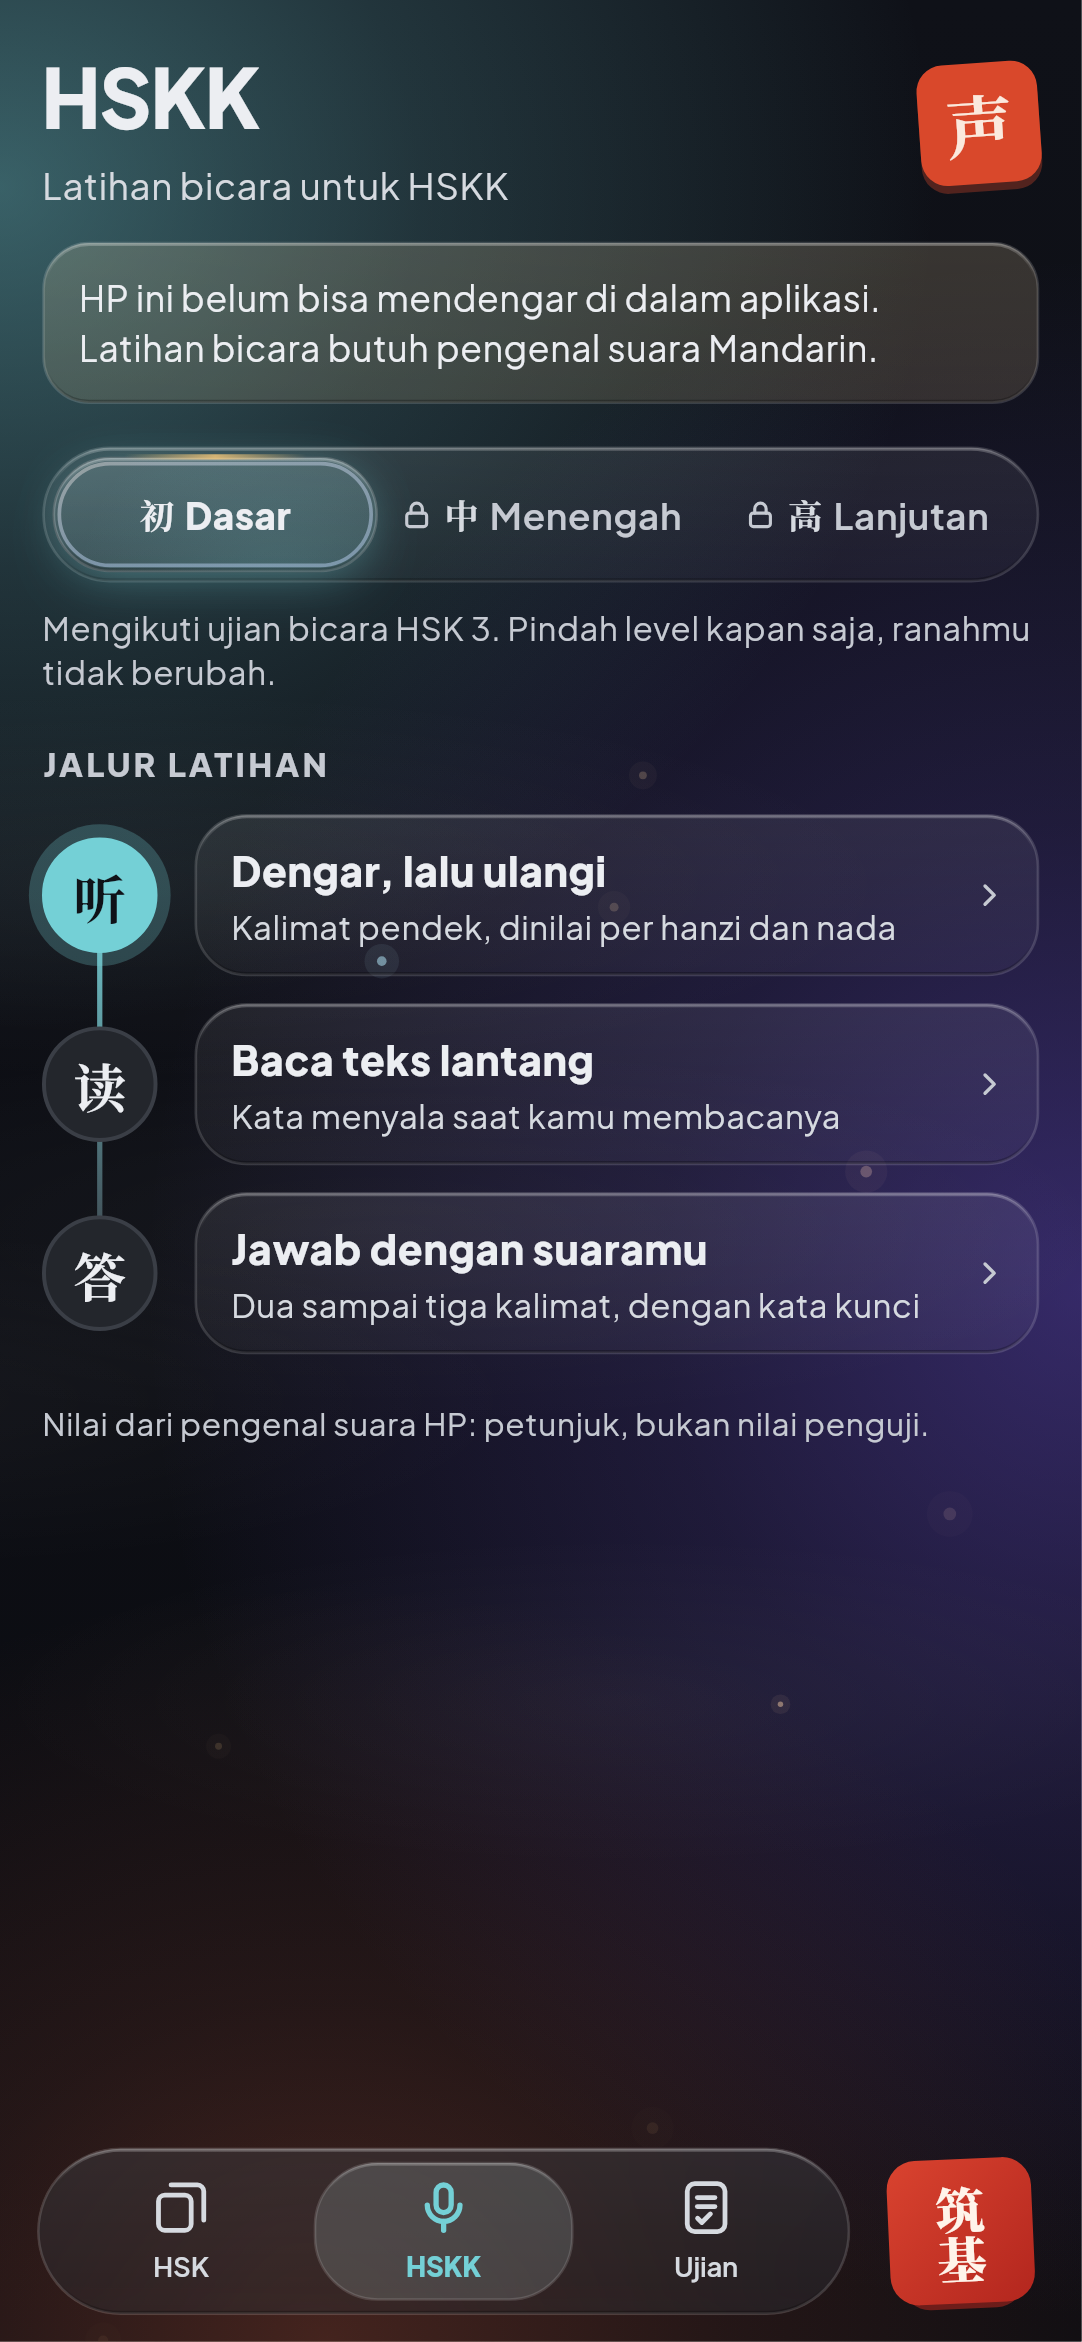 HSKK
声
Latihan bicara untuk HSKK
HP ini belum bisa mendengar di dalam aplikasi.
Latihan bicara butuh pengenal suara Mandarin.
初 Dasar
中 Menengah
高 Lanjutan
Mengikuti ujian bicara HSK 3. Pindah level kapan saja, ranahmu
tidak berubah.
JALUR LATIHAN
听
Dengar, lalu ulangi
Kalimat pendek, dinilai per hanzi dan nada
读
Baca teks lantang
Kata menyala saat kamu membacanya
答
Jawab dengan suaramu
Dua sampai tiga kalimat, dengan kata kunci
Nilai dari pengenal suara HP: petunjuk, bukan nilai penguji.
HSK
HSKK
Ujian
筑
基